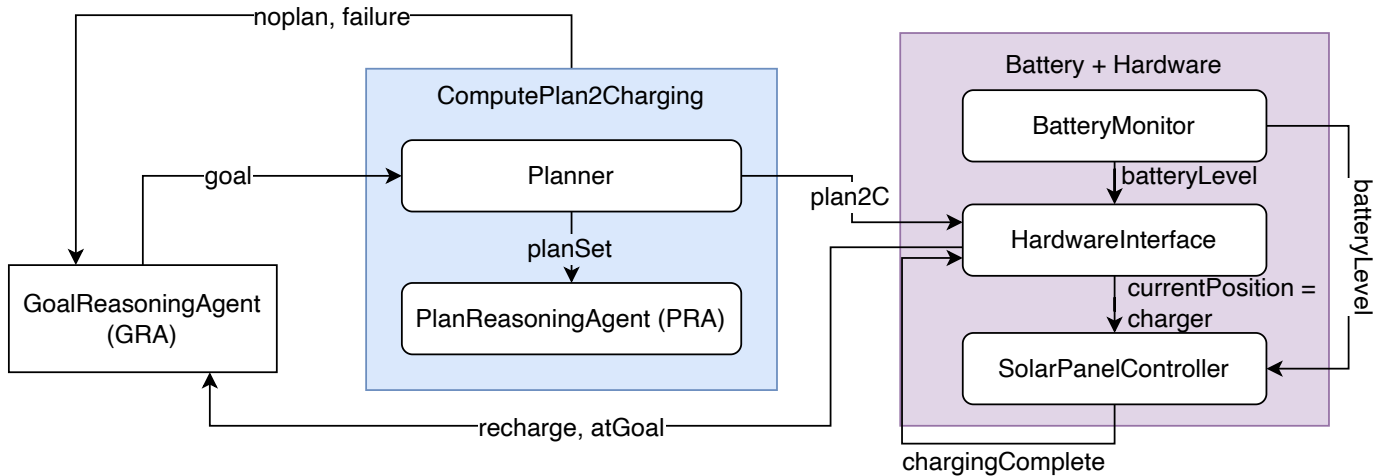 noplan, failure
Battery + Hardware
ComputePlan2Charging
BatteryMonitor
goal
Planner
batteryLevel
plan2C
batteryLevel
HardwareInterface
planSet
GoalReasoningAgent
(GRA)
PlanReasoningAgent (PRA)
currentPosition =
charger
SolarPanelController
recharge, atGoal
chargingComplete